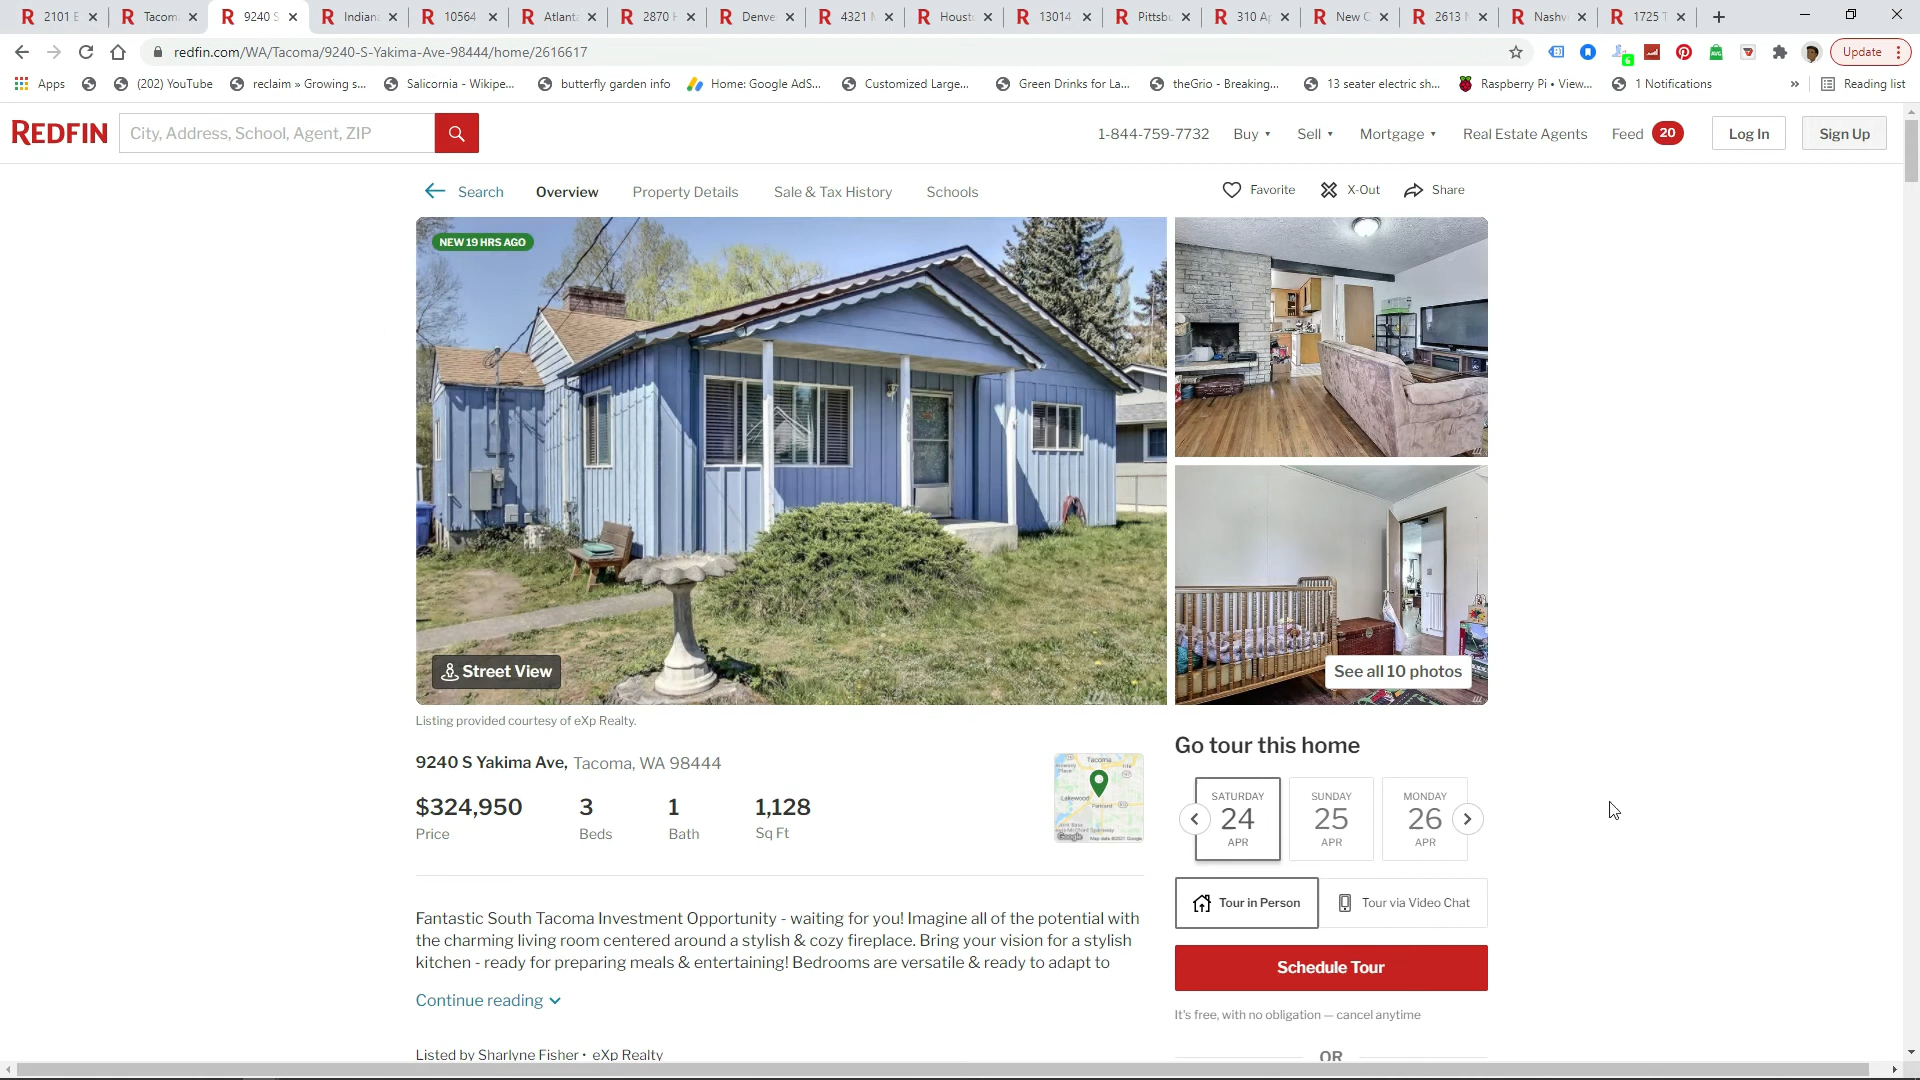 2101 E
Tacom
9240 S
Indian
10564
Atlant
2870
Denve
4321
Houst
13014
Pittsb
310 A
New C
2613
Nashv
1725
redfin.com/WA/Tacoma/9240-S-Yakima-Ave-98444/home/2616617
Update
Apps
(202) YouTube
reclaim » Growing s...
Salicornia - Wikipe...
butterfly garden info
Home: Google AdS...
Customized Large...
Green Drinks for La...
theGrio - Breaking...
13 seater electric sh...
Raspberry Pi • View...
1 Notifications
»
Reading list
REDFIN
City, Address, School, Agent, ZIP
1-844-759-7732
Buy
Sell
Mortgage
Real Estate Agents
Feed 20
Log In
Sign Up
Search
Overview
Property Details
Sale & Tax History
Schools
Favorite
X-Out
Share
NEW 19 HRS AGO
Street View
See all 10 photos
Listing provided courtesy of eXp Realty.
9240 S Yakima Ave, Tacoma, WA 98444
$324,950
Price
3
Beds
1
Bath
1,128
Sq Ft
Tacoma
Lakewood
Parkland
Google
Go tour this home
SATURDAY
24
APR
SUNDAY
25
APR
MONDAY
26
APR
Tour in Person
Tour via Video Chat
Schedule Tour
It's free, with no obligation — cancel anytime
OR
Fantastic South Tacoma Investment Opportunity - waiting for you! Imagine all of the potential with
the charming living room centered around a stylish & cozy fireplace. Bring your vision for a stylish
kitchen - ready for preparing meals & entertaining! Bedrooms are versatile & ready to adapt to
Continue reading
Listed by Sharlyne Fisher • eXp Realty